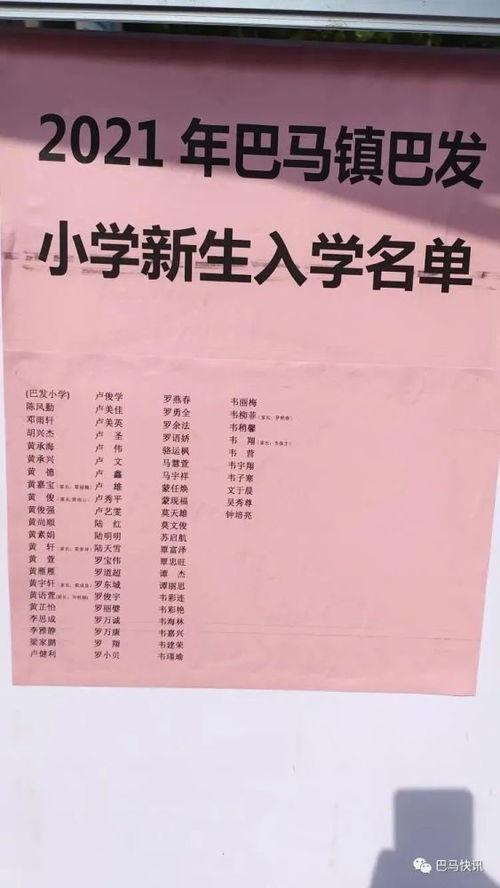 2021年巴马镇巴发
小学新生入学名单
(巴发小学) 卢俊学 罗燕春 韦丽梅
陈凤勤 卢美佳 罗勇全 韦柳菲
邓雨轩 卢美英 罗余法 韦稍馨
胡兴杰 卢 圣 罗语娇 韦 翔
黄承海 卢 伟 骆运枫 韦 营
黄承兴 卢 文 马慧萱 韦宇翔
黄 德 卢 鑫 马宇祥 韦子寒
黄嘉宝 卢 雄 蒙任焕 文于晨
黄 俊 卢秀平 蒙现福 吴秀尊
黄俊强 卢艺雯 莫天雄 钟培亮
黄尚顺 陆 红 莫文俊
黄素娟 陆明明 苏启航
黄 轩 陆天雪 覃富泽
黄 萱 罗宝伟 覃忠旺
黄雁雁 罗道超 谭 杰
黄宇轩 罗东城 谭丽思
黄语萱 罗俊宇 韦彩连
黄芷怡 罗丽甓 韦彩艳
李思成 罗万诚 韦海林
李雅静 罗万康 韦嘉兴
梁家鹏 罗 翔 韦建荣
卢健利 罗小贝 韦瑾瑜
巴马快讯